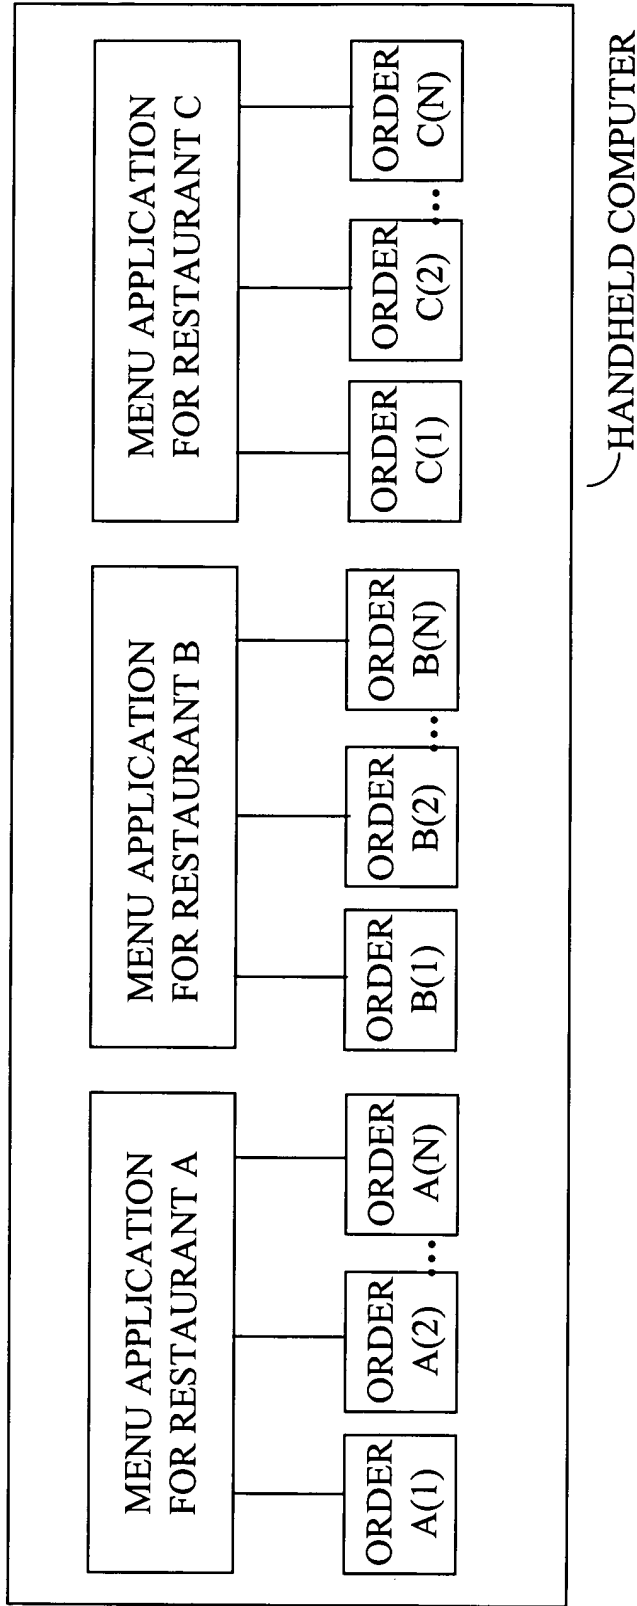 MENU APPLICATION
FOR RESTAURANT A
ORDER
A(1)
ORDER
A(2)
...
ORDER
A(N)
MENU APPLICATION
FOR RESTAURANT B
ORDER
B(1)
ORDER
B(2)
...
ORDER
B(N)
MENU APPLICATION
FOR RESTAURANT C
ORDER
C(1)
ORDER
C(2)
...
ORDER
C(N)
HANDHELD COMPUTER